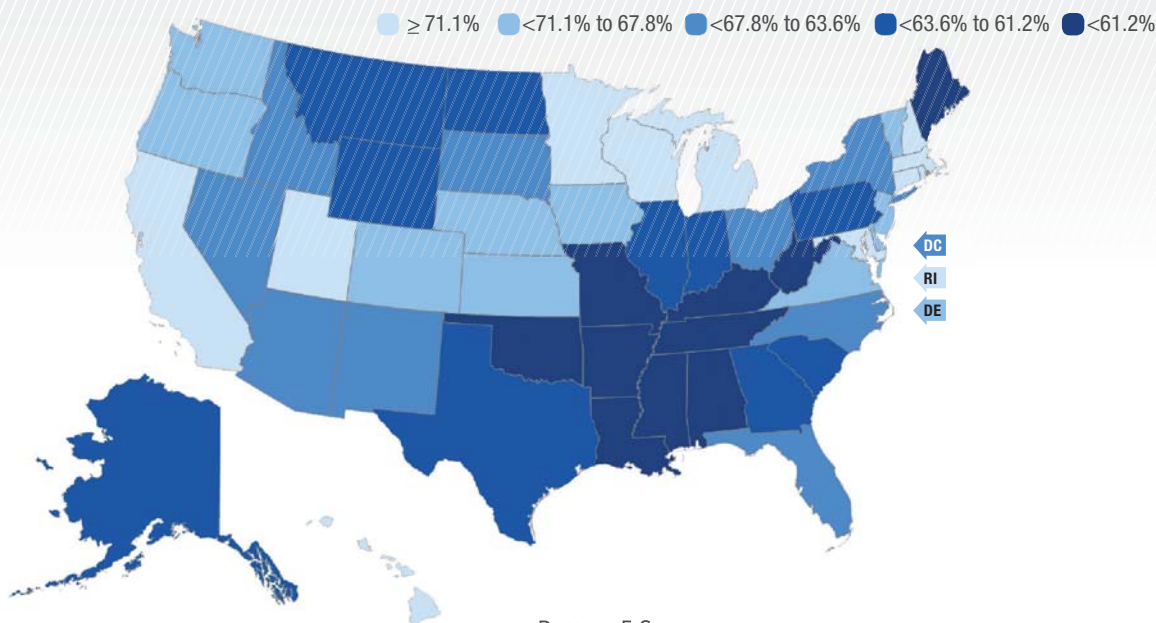 ≥ 71.1% <71.1% to 67.8% <67.8% to 63.6% <63.6% to 61.2% <61.2%
DC
RI
DE